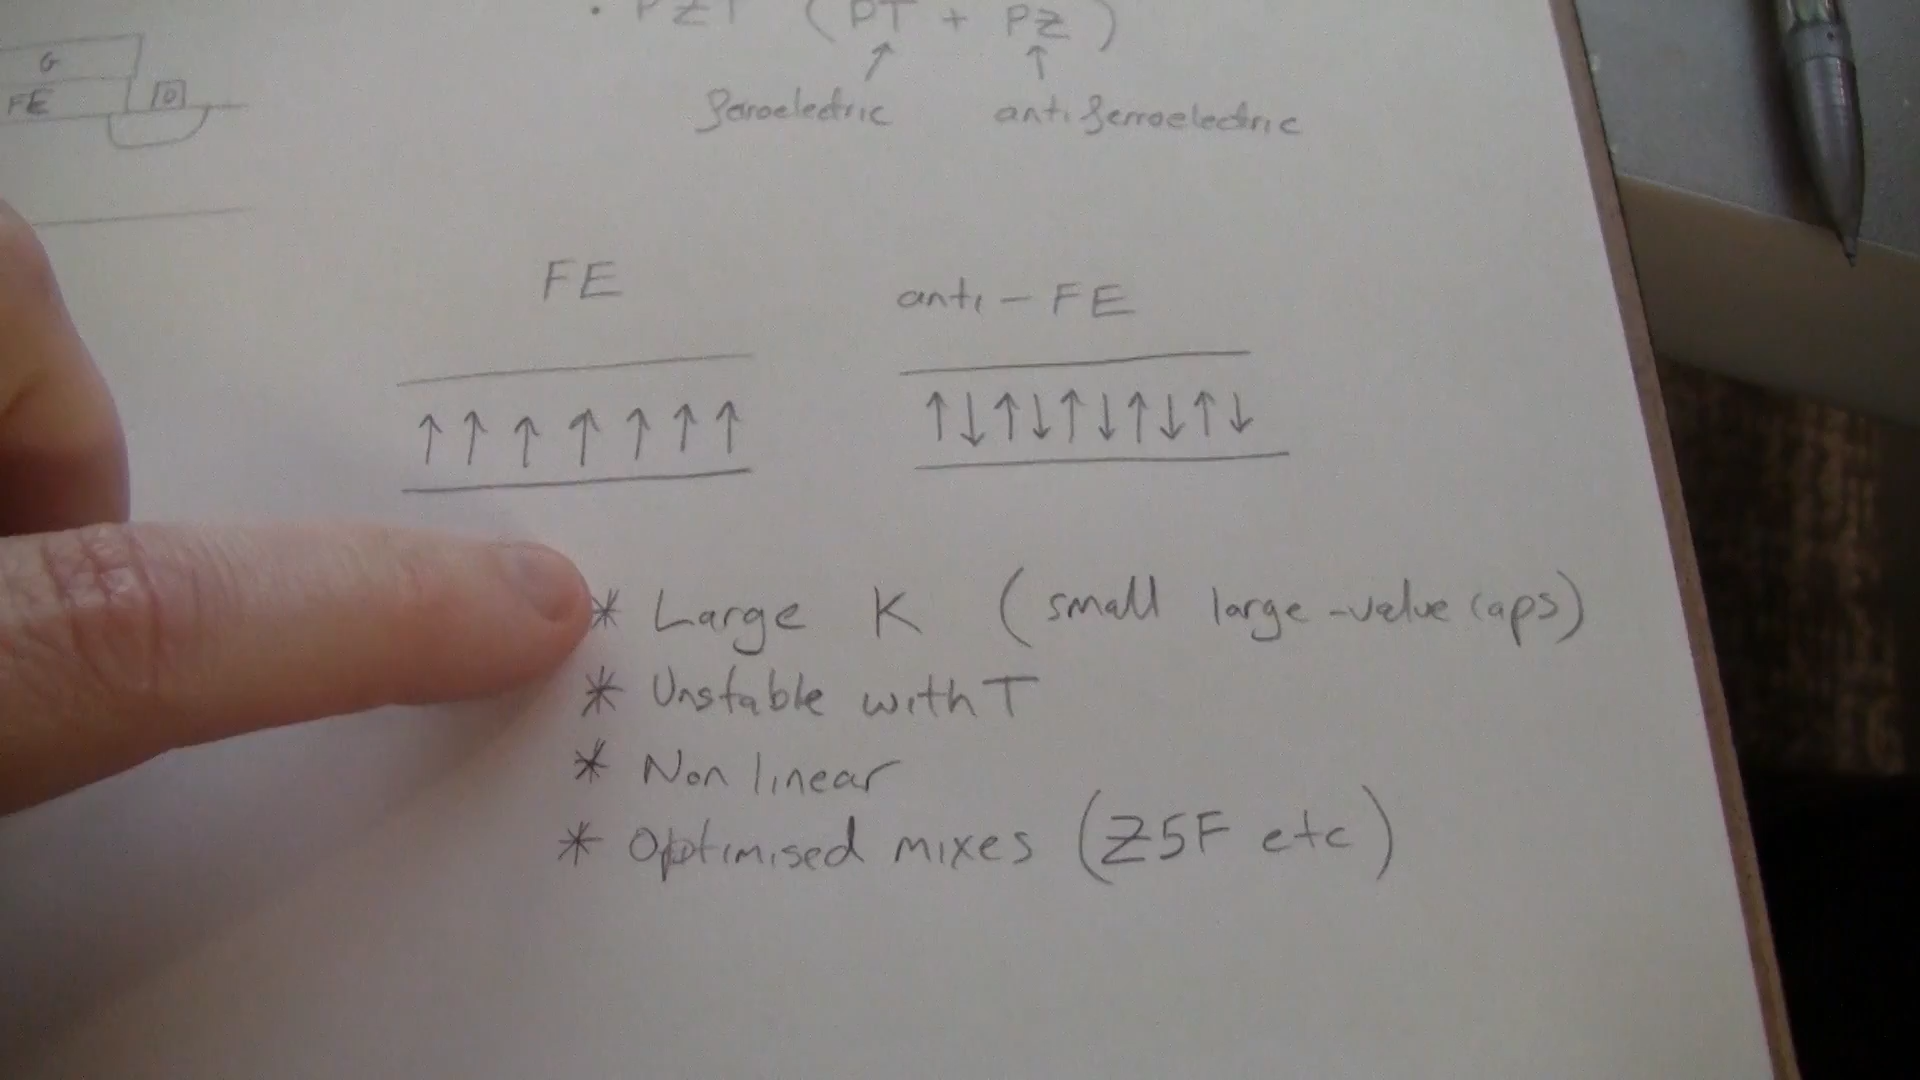 • PZT (PT + PZ)
G
FE D
feroelectric antiferroelectric
FE anti-FE
↑↑↑↑↑↑↑ ↑↓↑↓↑↓↑↓↑↓
* Large K (small large-value caps)
* Unstable with T
* Non linear
* Optimised mixes (Z5F etc)